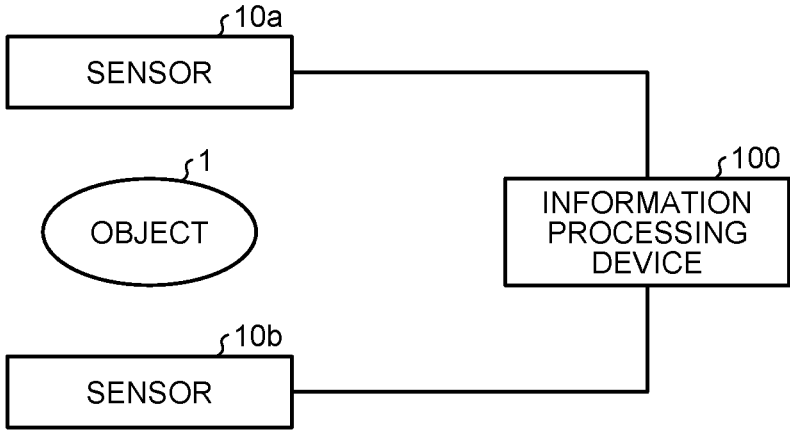 10a
SENSOR
1
OBJECT
100
INFORMATION
PROCESSING
DEVICE
10b
SENSOR